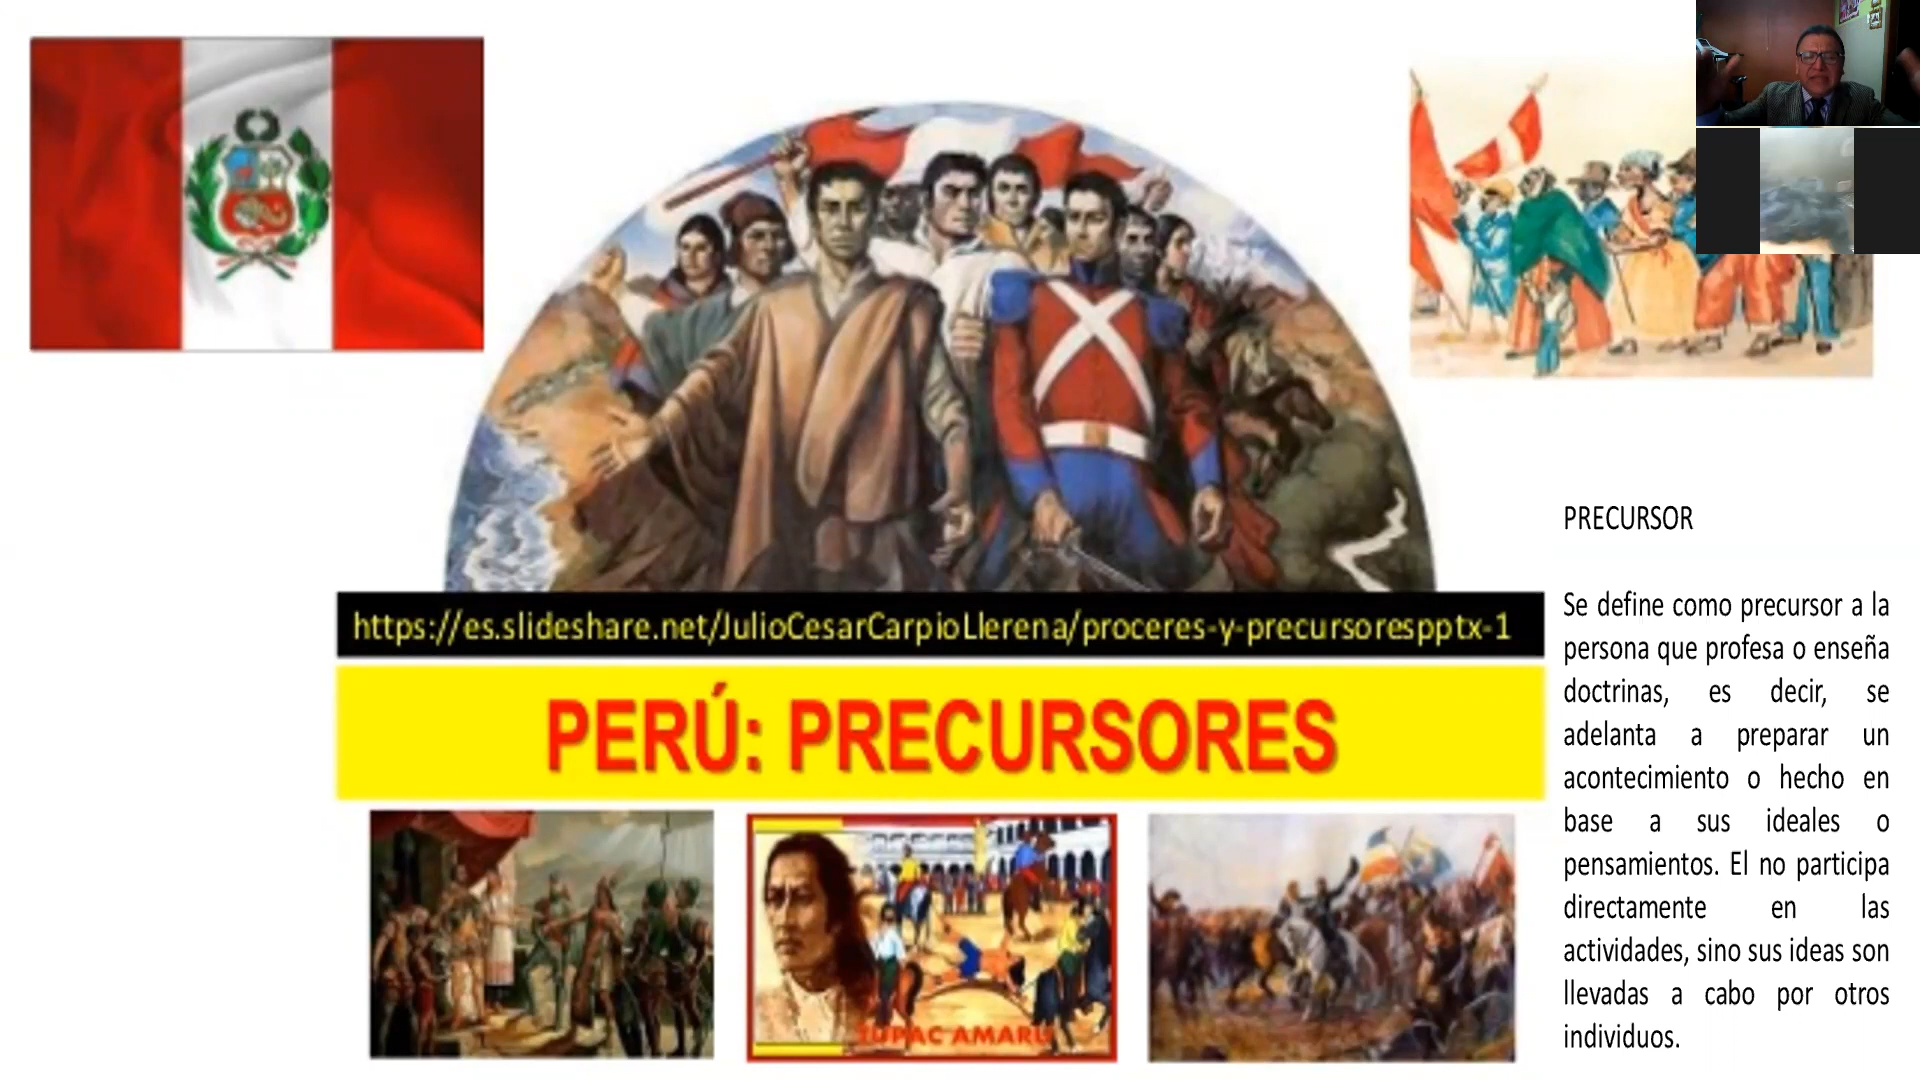 https://es.slideshare.net/JulioCesarCarpioLlerena/proceres-y-precursorespptx-1
PERÚ: PRECURSORES
TUPAC AMARU
PRECURSOR
Se define como precursor a la
persona que profesa o enseña
doctrinas, es decir, se
adelanta a preparar un
acontecimiento o hecho en
base a sus ideales o
pensamientos. El no participa
directamente en las
actividades, sino sus ideas son
llevadas a cabo por otros
individuos.